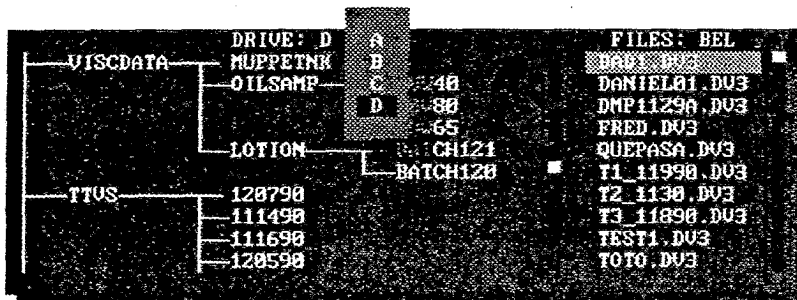 DRIVE: D A FILES: BEL
VISCDATA MUPPETNK B DAD1.DV3
OILSAMP C 40 DANIEL01.DV3
D 80 DMP1129A.DV3
65 FRED.DV3
LOTION CH121 QUEPASA.DV3
BATCH120 T1_11990.DV3
TTVS 120790 T2_1130.DV3
111490 T3_11890.DV3
111690 TEST1.DV3
120590 TOTO.DV3